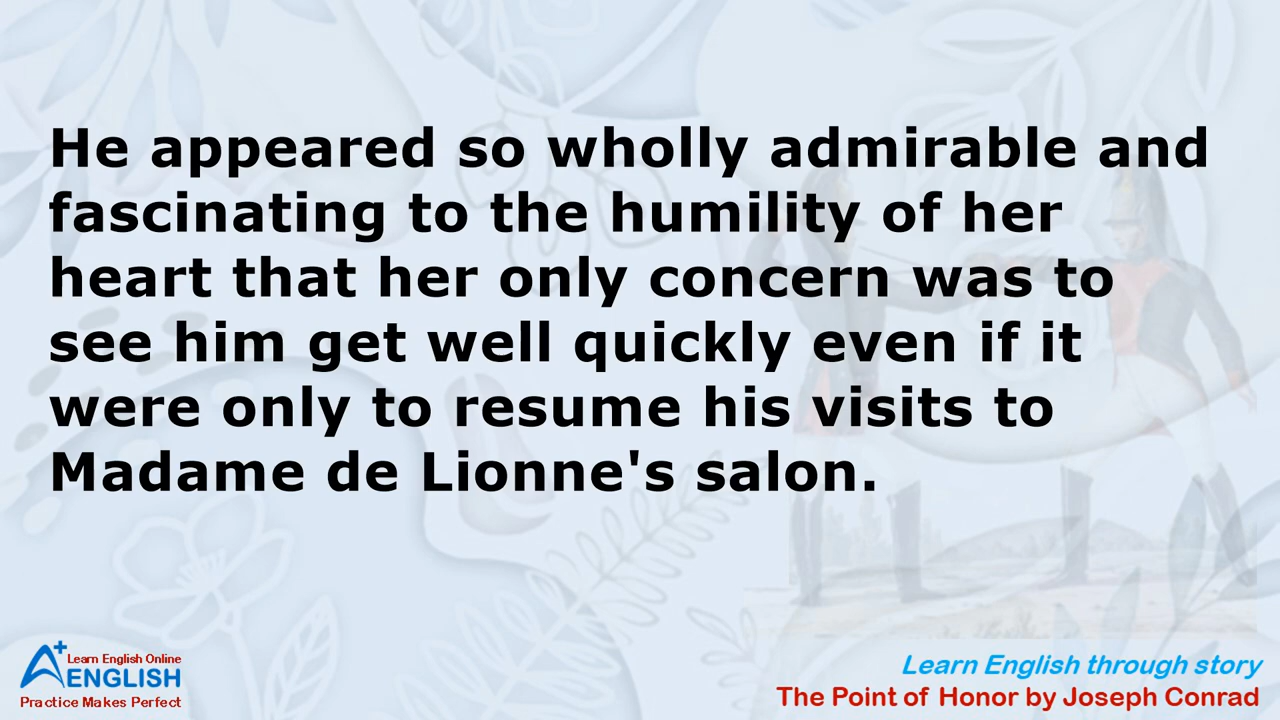 He appeared so wholly admirable and
fascinating to the humility of her
heart that her only concern was to
see him get well quickly even if it
were only to resume his visits to
Madame de Lionne's salon.
A+
Learn English Online
ENGLISH
Practice Makes Perfect
Learn English through story
The Point of Honor by Joseph Conrad